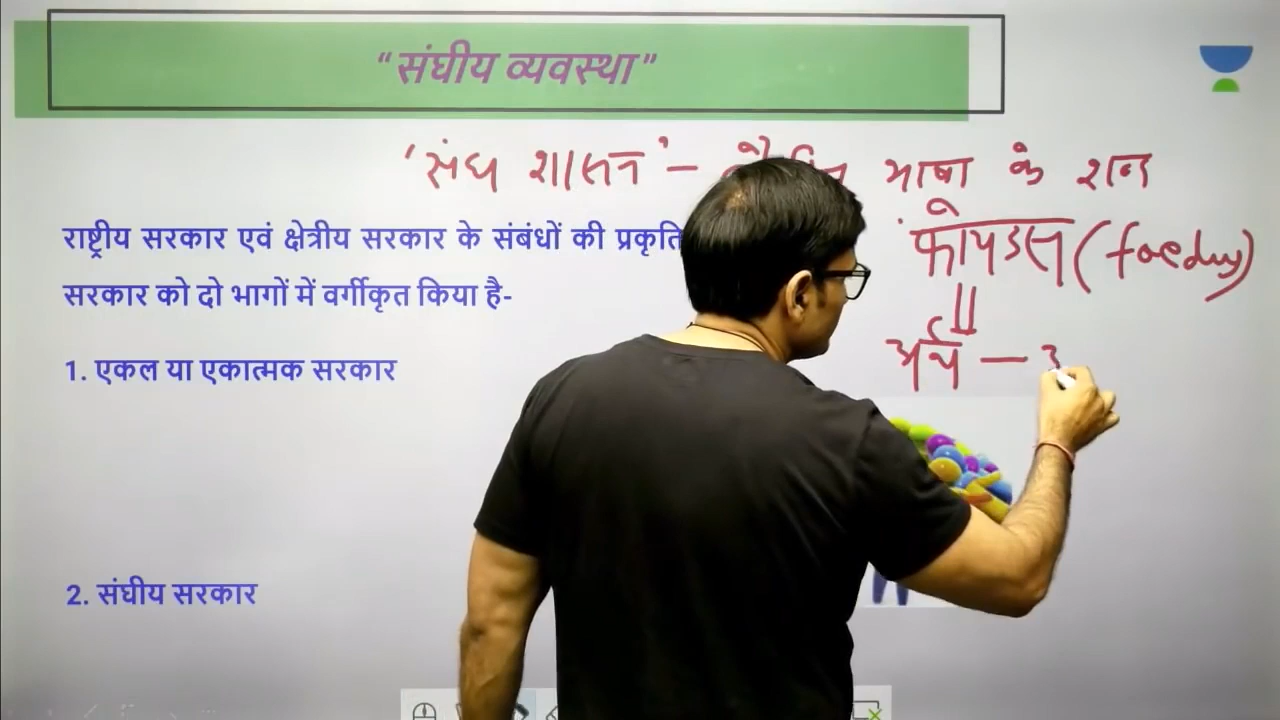 “संघीय व्यवस्था”
'संघ शासन' – भाषा के शब्द
राष्ट्रीय सरकार एवं क्षेत्रीय सरकार के संबंधों की प्रकृति
फोएडस (foedus)
सरकार को दो भागों में वर्गीकृत किया है-
अर्थ –
1. एकल या एकात्मक सरकार
2. संघीय सरकार